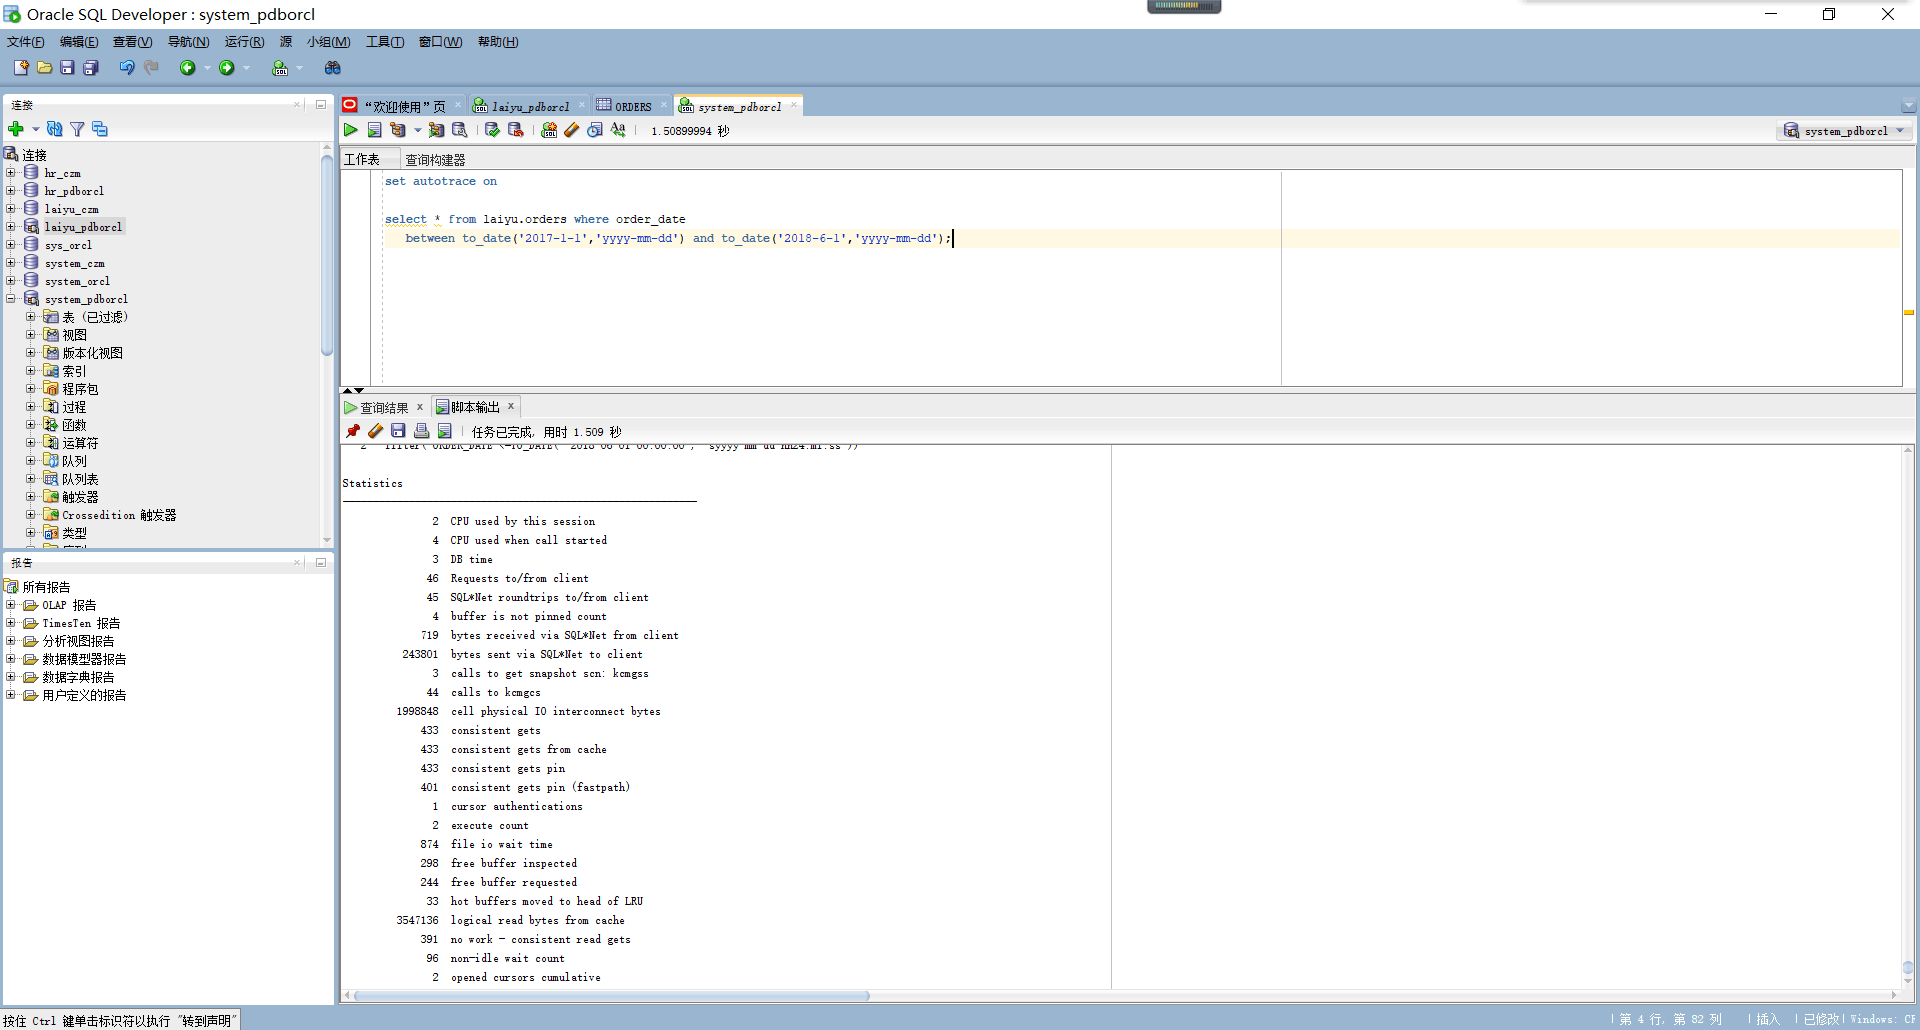 Oracle SQL Developer : system_pdborcl
文件(F) 编辑(E) 查看(V) 导航(N) 运行(R) 源 小组(M) 工具(T) 窗口(W) 帮助(H)
连接
连接
hr_czm
hr_pdborcl
laiyu_czm
laiyu_pdborcl
sys_orcl
system_czm
system_orcl
system_pdborcl
表 (已过滤)
视图
版本化视图
索引
程序包
过程
函数
运算符
队列
队列表
触发器
Crossedition 触发器
类型
报告
所有报告
OLAP 报告
TimesTen 报告
分析视图报告
数据模型器报告
数据字典报告
用户定义的报告
“欢迎使用”页 laiyu_pdborcl ORDERS system_pdborcl
1.50899994 秒
system_pdborcl
工作表 查询构建器
set autotrace on
select * from laiyu.orders where order_date
between to_date('2017-1-1','yyyy-mm-dd') and to_date('2018-6-1','yyyy-mm-dd');
查询结果 脚本输出
任务已完成, 用时 1.509 秒
Statistics
2 CPU used by this session
4 CPU used when call started
3 DB time
46 Requests to/from client
45 SQL*Net roundtrips to/from client
4 buffer is not pinned count
719 bytes received via SQL*Net from client
243801 bytes sent via SQL*Net to client
3 calls to get snapshot scn: kcmgss
44 calls to kcmgcs
1998848 cell physical IO interconnect bytes
433 consistent gets
433 consistent gets from cache
433 consistent gets pin
401 consistent gets pin (fastpath)
1 cursor authentications
2 execute count
874 file io wait time
298 free buffer inspected
244 free buffer requested
33 hot buffers moved to head of LRU
3547136 logical read bytes from cache
391 no work - consistent read gets
96 non-idle wait count
2 opened cursors cumulative
按住 Ctrl 键单击标识符以执行 "转到声明"
第 4 行, 第 82 列 | 插入 | 已修改 | Windows: CF